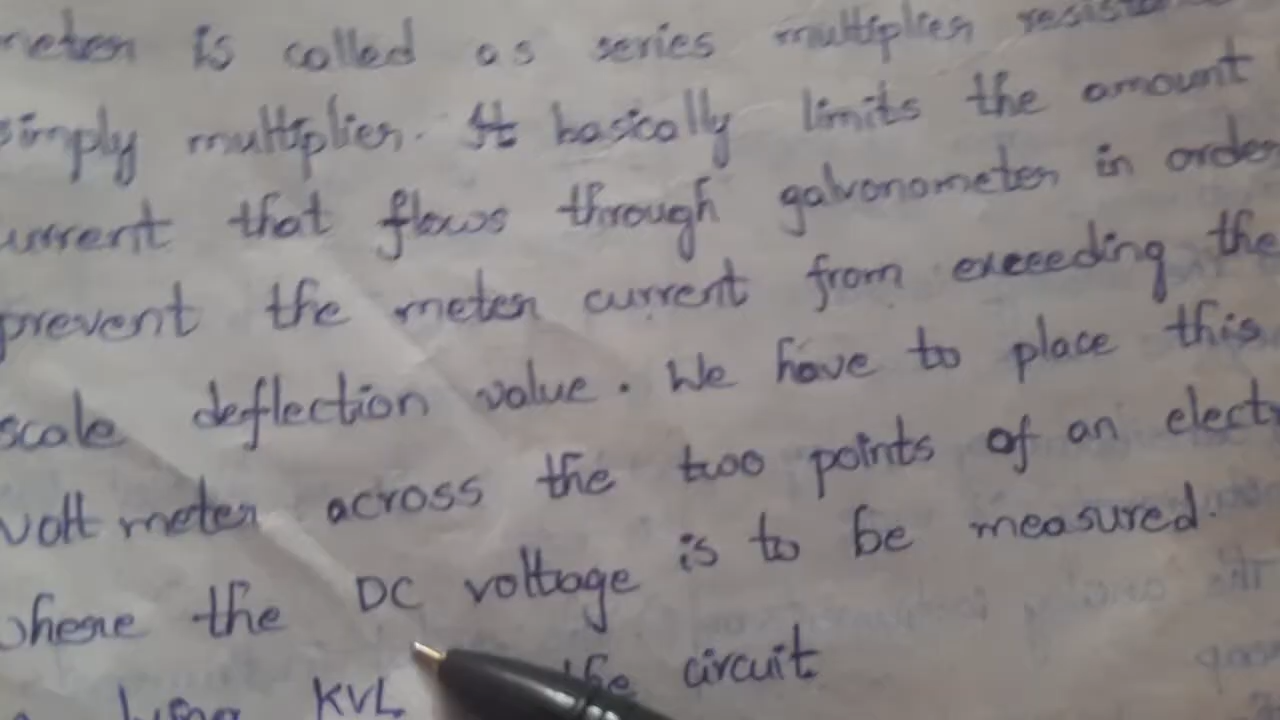 meter is called as series multiplier
simply multiplier. It basically limits the amount
current that flows through galvanometer in order
prevent the meter current from exceeding the
scale deflection value. We have to place this
volt meter across the two points of an elect
where the DC voltage is to be measured.
KVL the circuit